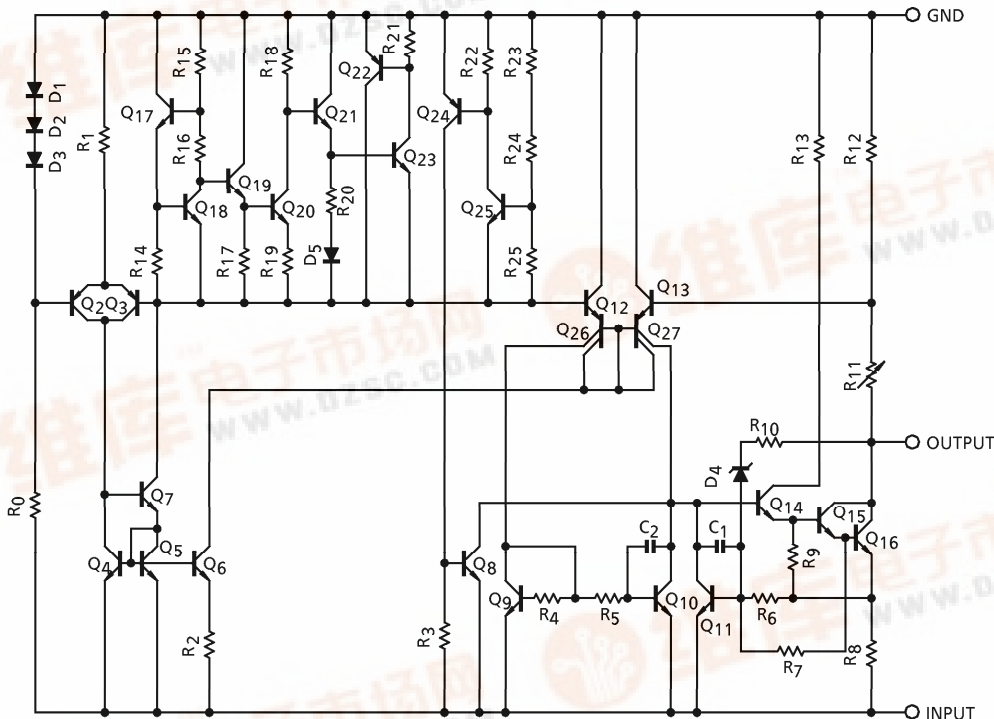 GND
D1
D2
D3
R1
Q17
R15
R16
R18
Q21
Q22
R21
Q23
Q24
R22
R23
R24
R13
R12
Q18
Q19
Q20
R20
Q25
R14
R17
R19
D5
R25
Q2Q3
Q12
Q13
Q26
Q27
R11
维库电子市场网
WWW.DZSC.COM
R10
OUTPUT
D4
R0
Q7
Q14
Q15
Q4
Q5
Q6
Q8
C2
C1
R9
Q16
Q9
R4
R5
Q10
Q11
R6
R2
R3
R7
R8
INPUT